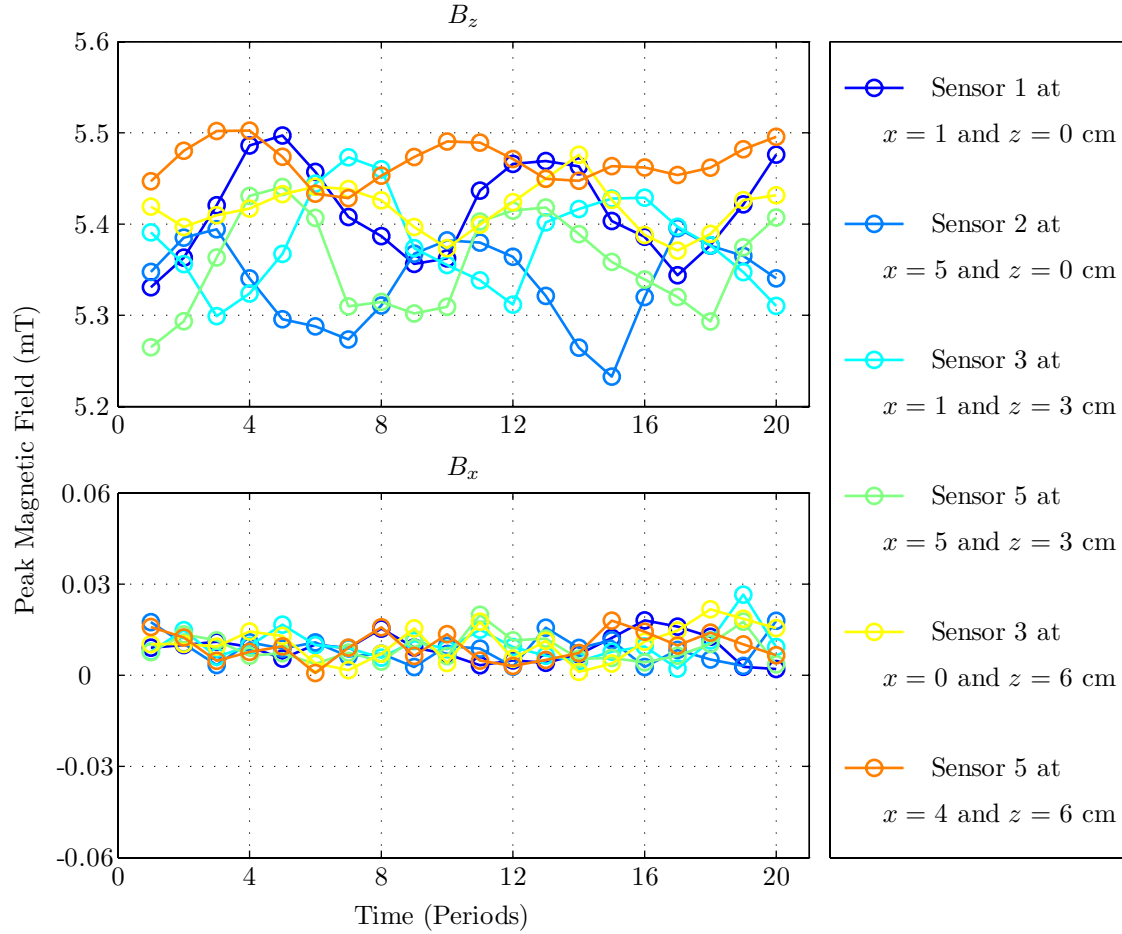 B_z
5.6
5.5
5.4
5.3
5.2
0 4 8 12 16 20
B_x
0.06
0.03
0
-0.03
-0.06
0 4 8 12 16 20
Time (Periods)
Peak Magnetic Field (mT)
Sensor 1 at
x = 1 and z = 0 cm
Sensor 2 at
x = 5 and z = 0 cm
Sensor 3 at
x = 1 and z = 3 cm
Sensor 5 at
x = 5 and z = 3 cm
Sensor 3 at
x = 0 and z = 6 cm
Sensor 5 at
x = 4 and z = 6 cm